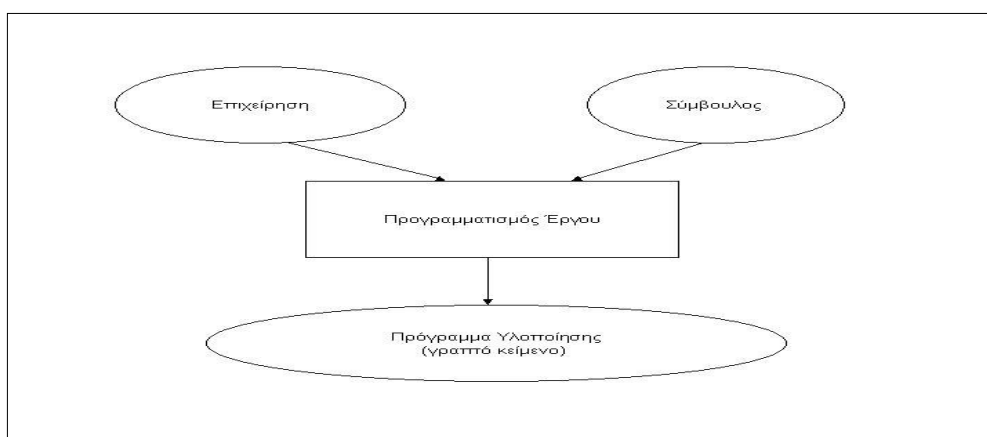 Επιχείρηση
Σύμβουλος
Προγραμματισμός Έργου
Πρόγραμμα Υλοποίησης
(γραπτό κείμενο)